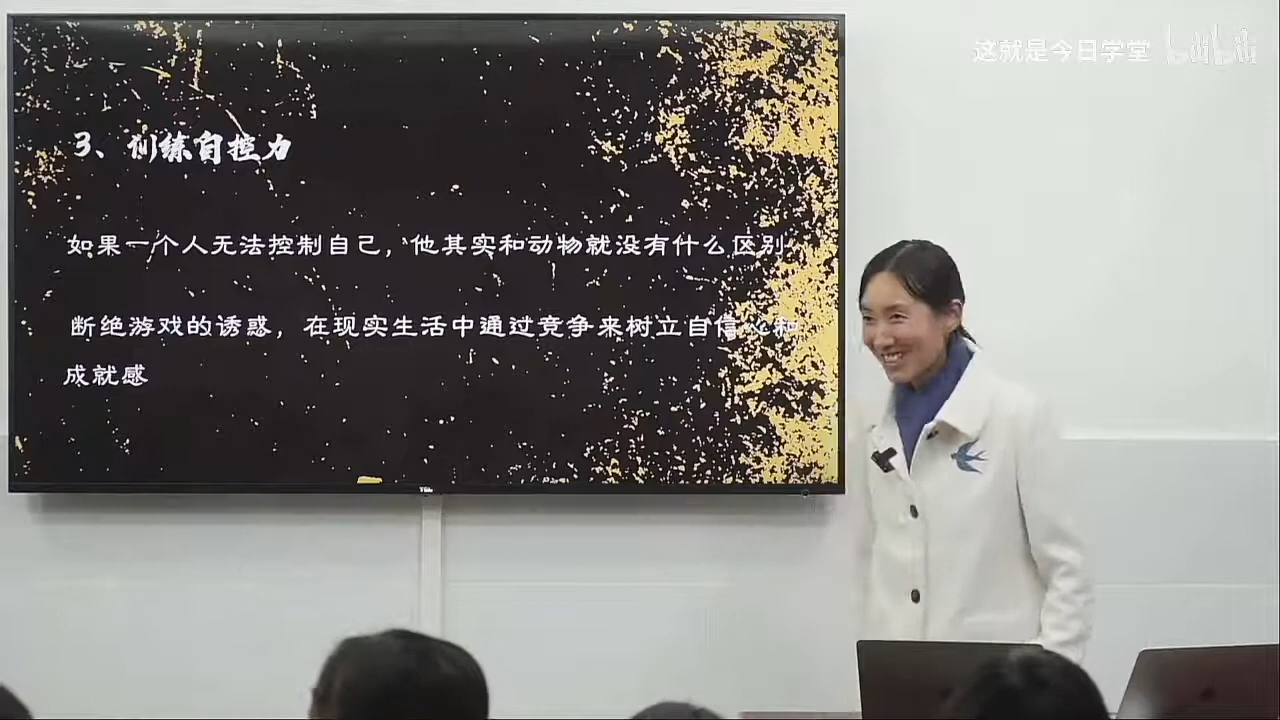 这就是今日学堂 bilibili
3、训练自控力
如果一个人无法控制自己，他其实和动物就没有什么区别
断绝游戏的诱惑，在现实生活中通过竞争来树立自信心和
成就感